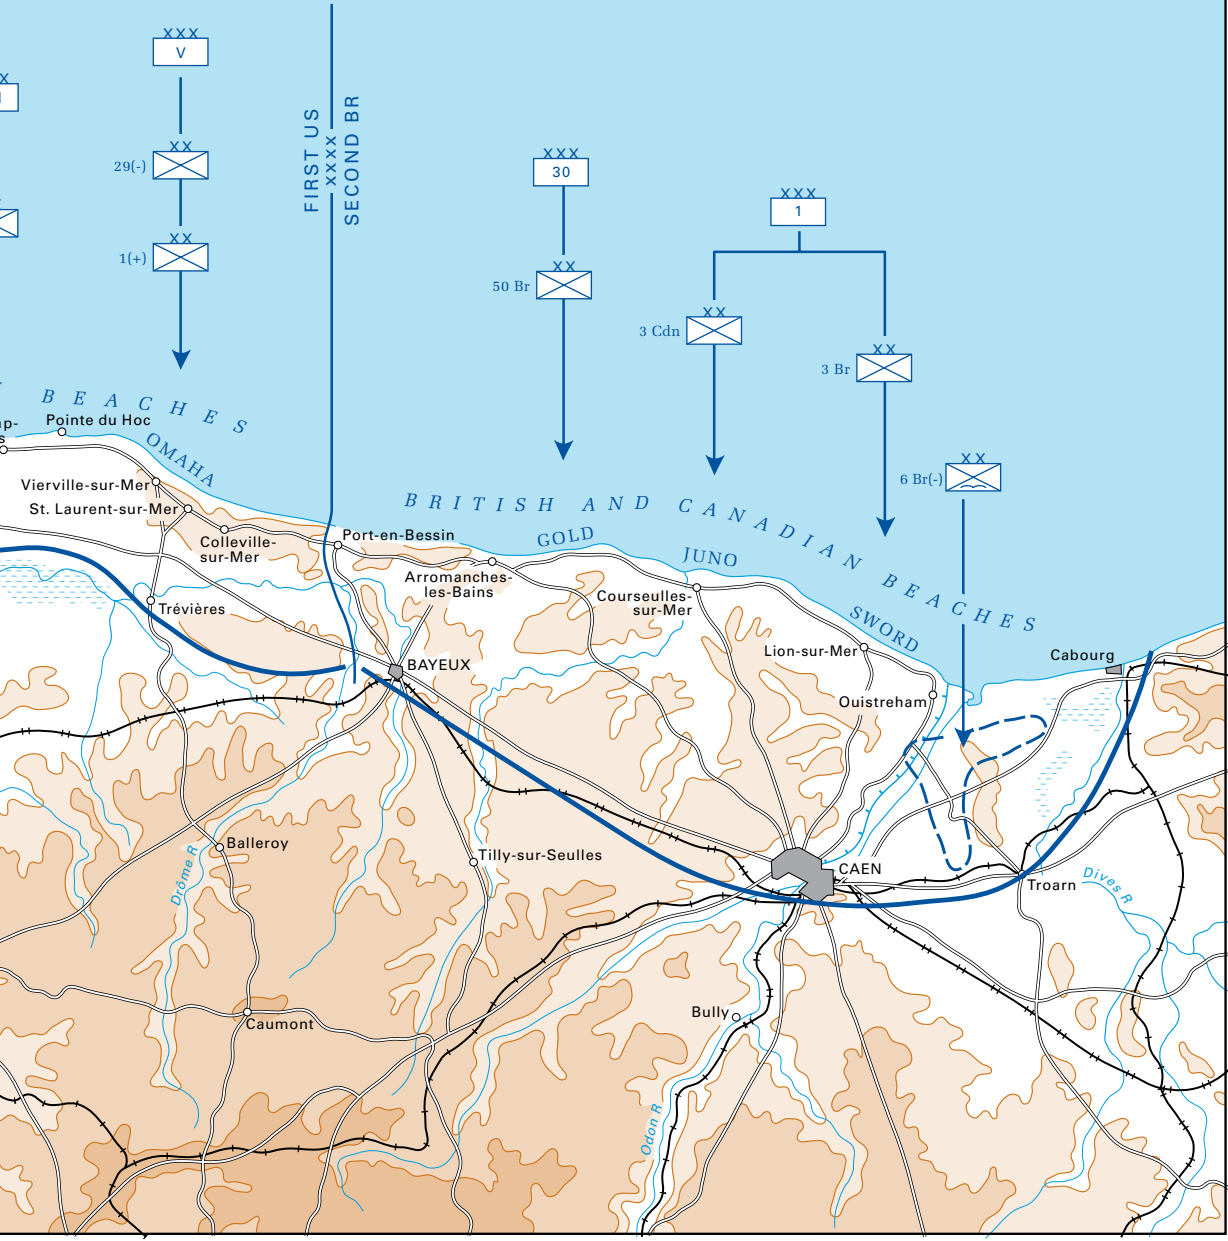 XXX
V
XX
29(-)
XX
1(+)
FIRST US
XXXX
SECOND BR
XXX
30
XX
50 Br
XXX
1
XX
3 Cdn
XX
3 Br
XX
6 Br(-)
BEACHES
Pointe du Hoc
OMAHA
Vierville-sur-Mer
St. Laurent-sur-Mer
Colleville-
sur-Mer
Port-en-Bessin
BRITISH AND CANADIAN BEACHES
GOLD
JUNO
SWORD
Arromanches-
les-Bains
Courseulles-
sur-Mer
Trévières
BAYEUX
Lion-sur-Mer
Ouistreham
Cabourg
Balleroy
Drôme R
Tilly-sur-Seulles
CAEN
Troarn
Dives R
Caumont
Bully
Odon R